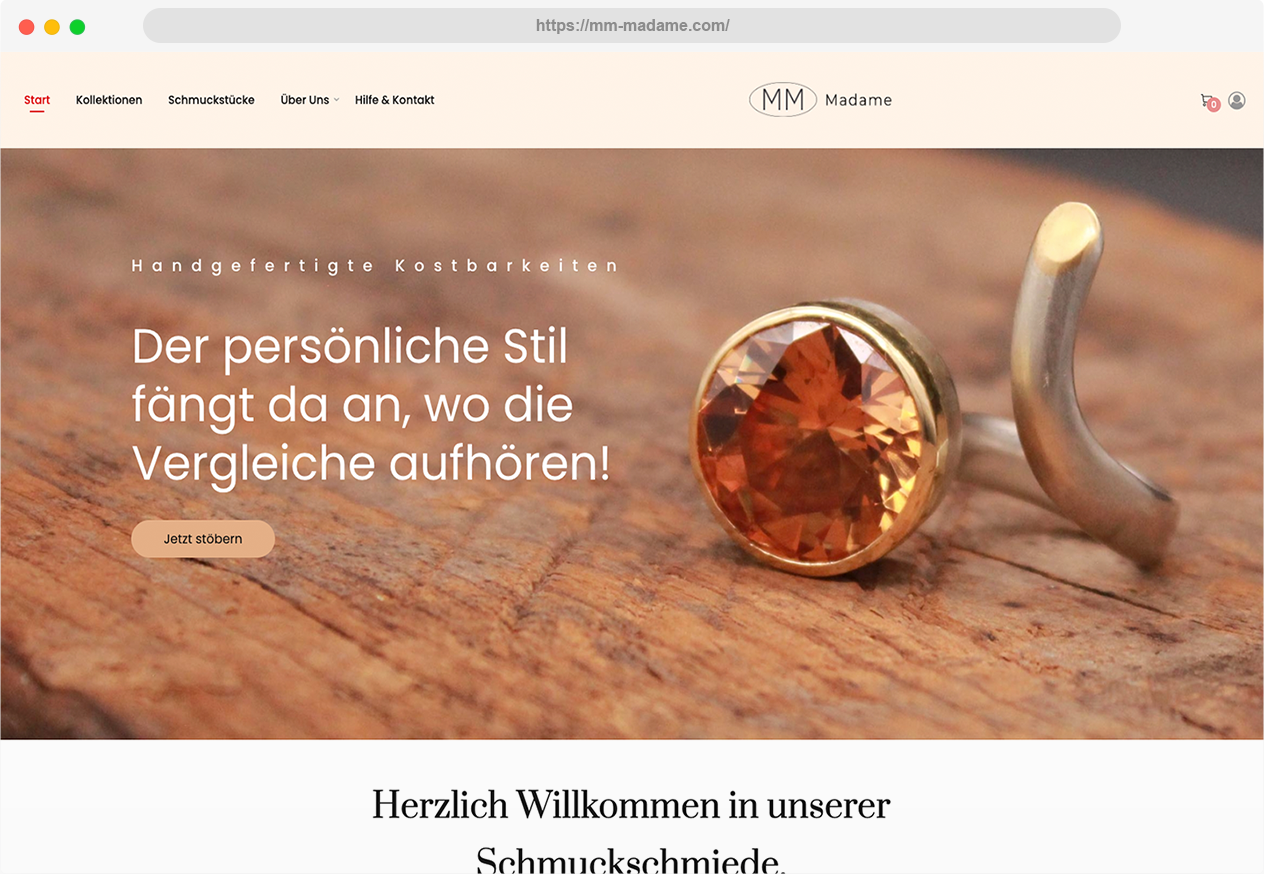 https://mm-madame.com/
Start Kollektionen Schmuckstücke Über Uns Hilfe & Kontakt
MM Madame
0
Handgefertigte Kostbarkeiten
Der persönliche Stil
fängt da an, wo die
Vergleiche aufhören!
Jetzt stöbern
Herzlich Willkommen in unserer
Schmuckschmiede.